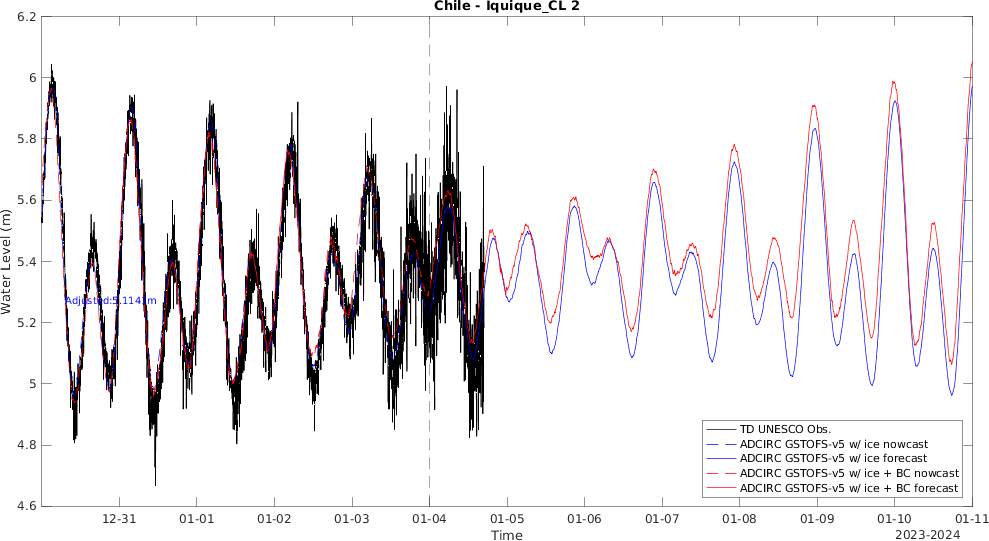 Chile - Iquique_CL 2
6.2
6
5.8
5.6
5.4
5.2
5
4.8
4.6
Water Level (m)
Adjusted:5.1141m
TD UNESCO Obs.
ADCIRC GSTOFS-v5 w/ ice nowcast
ADCIRC GSTOFS-v5 w/ ice forecast
ADCIRC GSTOFS-v5 w/ ice + BC nowcast
ADCIRC GSTOFS-v5 w/ ice + BC forecast
12-31 01-01 01-02 01-03 01-04 01-05 01-06 01-07 01-08 01-09 01-10 01-11
Time
2023-2024